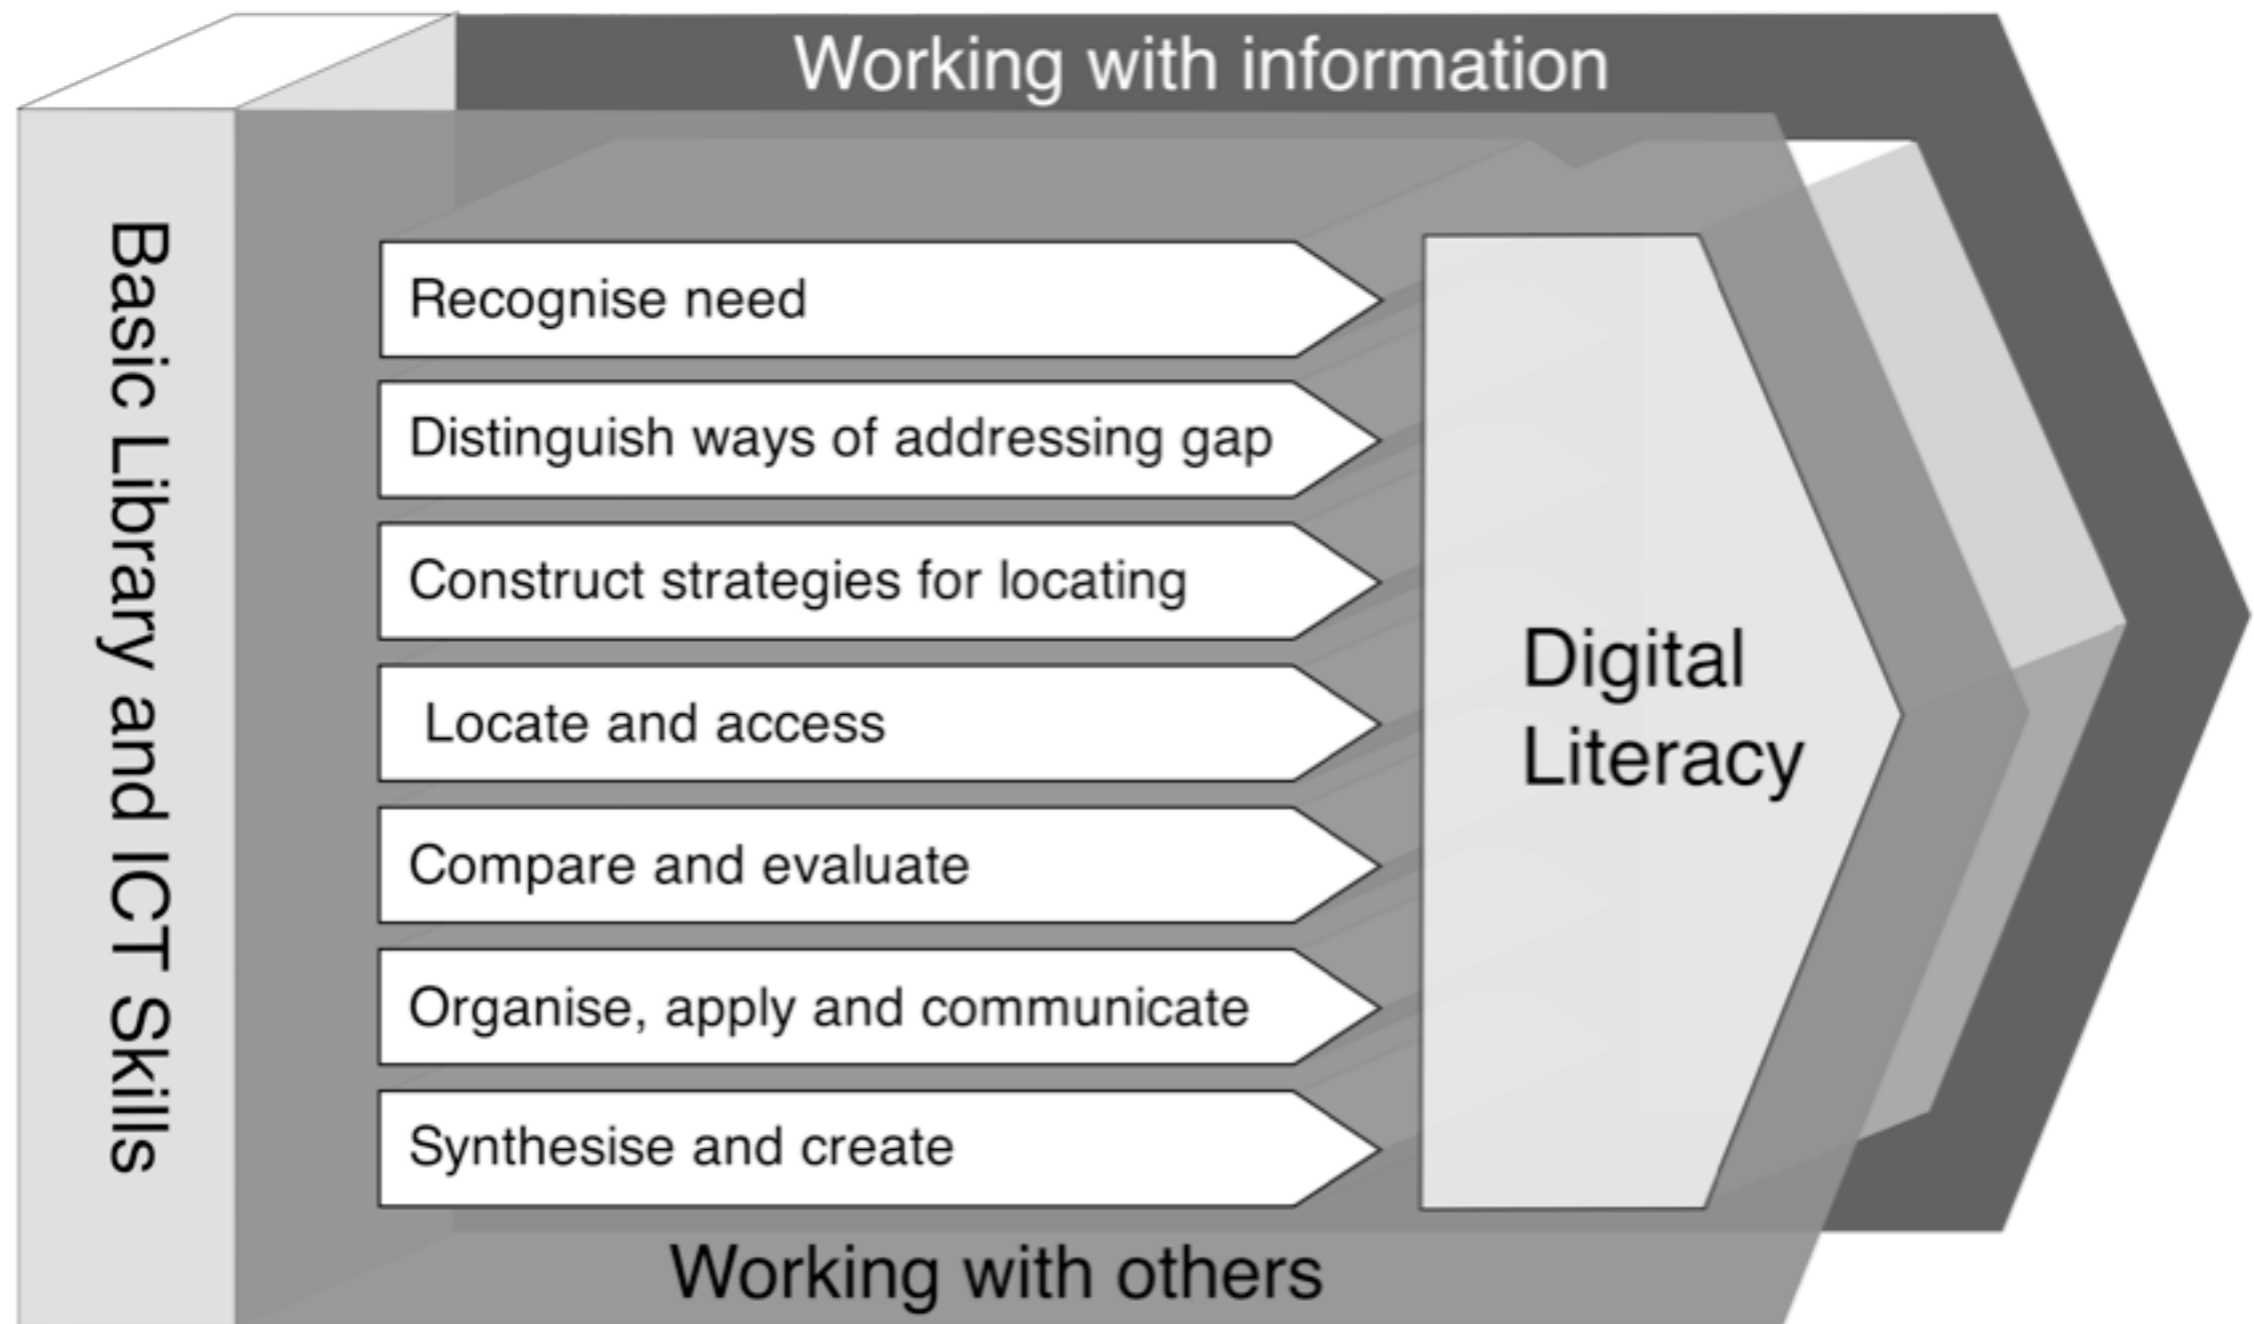 Working with information
Basic Library and ICT Skills
Recognise need
Distinguish ways of addressing gap
Construct strategies for locating
Locate and access
Compare and evaluate
Organise, apply and communicate
Synthesise and create
Digital
Literacy
Working with others